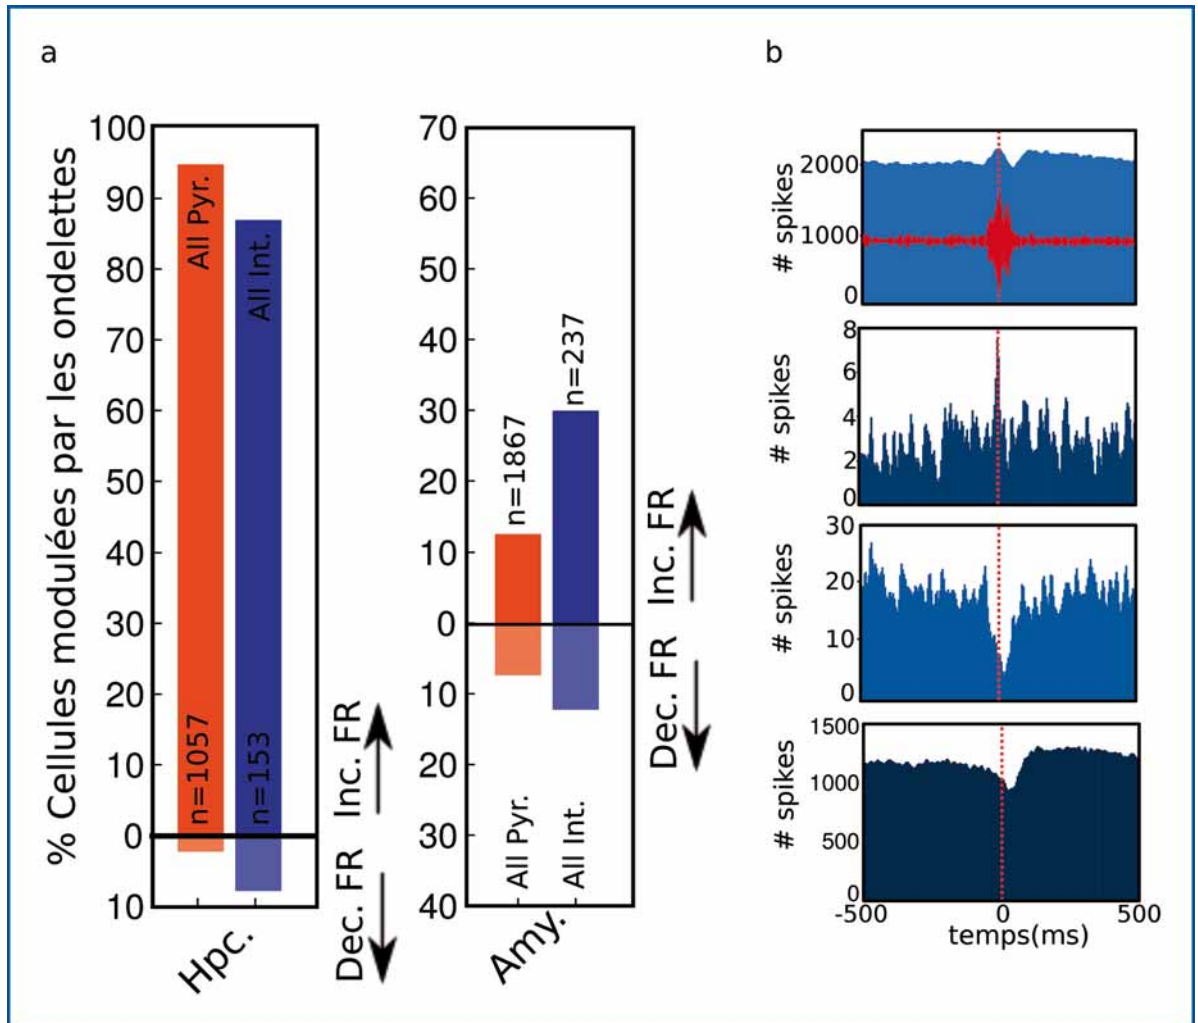 a
b
% Cellules modulées par les ondelettes
100
90
80
70
60
50
40
30
20
10
0
10
All Pyr.
All Int.
n=1057
n=153
Hpc.
Inc. FR
Dec. FR
70
60
50
40
30
20
10
0
10
20
30
40
n=1867
n=237
All Pyr.
All Int.
Amy.
Inc. FR
Dec. FR
# spikes
2000
1000
0
# spikes
8
6
4
2
0
# spikes
30
20
10
0
# spikes
1500
1000
500
0
-500
0
500
temps(ms)